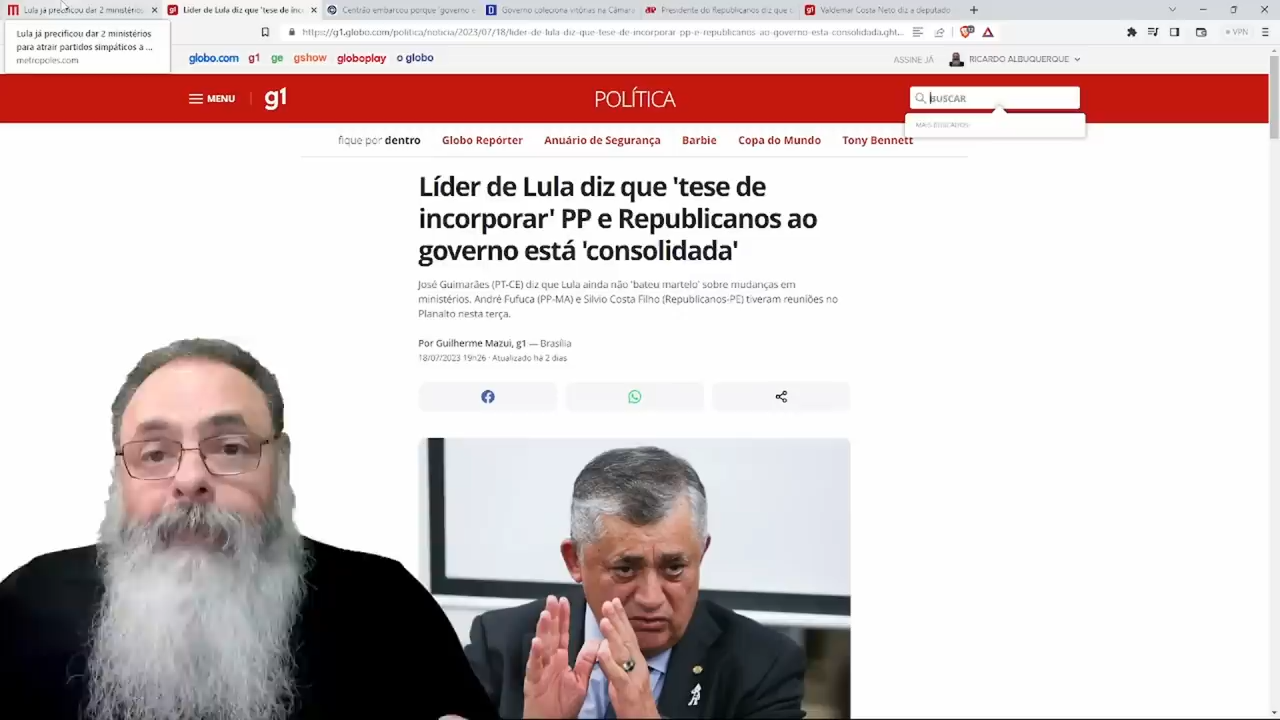 Lula já precificou dar 2 ministérios
Líder de Lula diz que 'tese de inc
Centrão embarcou porque 'governo e
Governo coleciona vitórias na Câmara
Presidente do Republicanos diz que o
Valdemar Costa Neto diz a deputado
Lula já precificou dar 2 ministérios
para atrair partidos simpáticos a ...
metropoles.com
https://g1.globo.com/politica/noticia/2023/07/18/lider-de-lula-diz-que-tese-de-incorporar-pp-e-republicanos-ao-governo-esta-consolidada.ght...
VPN
globo.com g1 ge gshow globoplay o globo
ASSINE JÁ
RICARDO ALBUQUERQUE
MENU
g1
POLÍTICA
BUSCAR
MAIS BUSCADOS
fique por dentro
Globo Repórter
Anuário de Segurança
Barbie
Copa do Mundo
Tony Bennett
Líder de Lula diz que 'tese de
incorporar' PP e Republicanos ao
governo está 'consolidada'
José Guimarães (PT-CE) diz que Lula ainda não 'bateu martelo' sobre mudanças em
ministérios. André Fufuca (PP-MA) e Silvio Costa Filho (Republicanos-PE) tiveram reuniões no
Planalto nesta terça.
Por Guilherme Mazui, g1 — Brasília
18/07/2023 19h26 · Atualizado há 2 dias